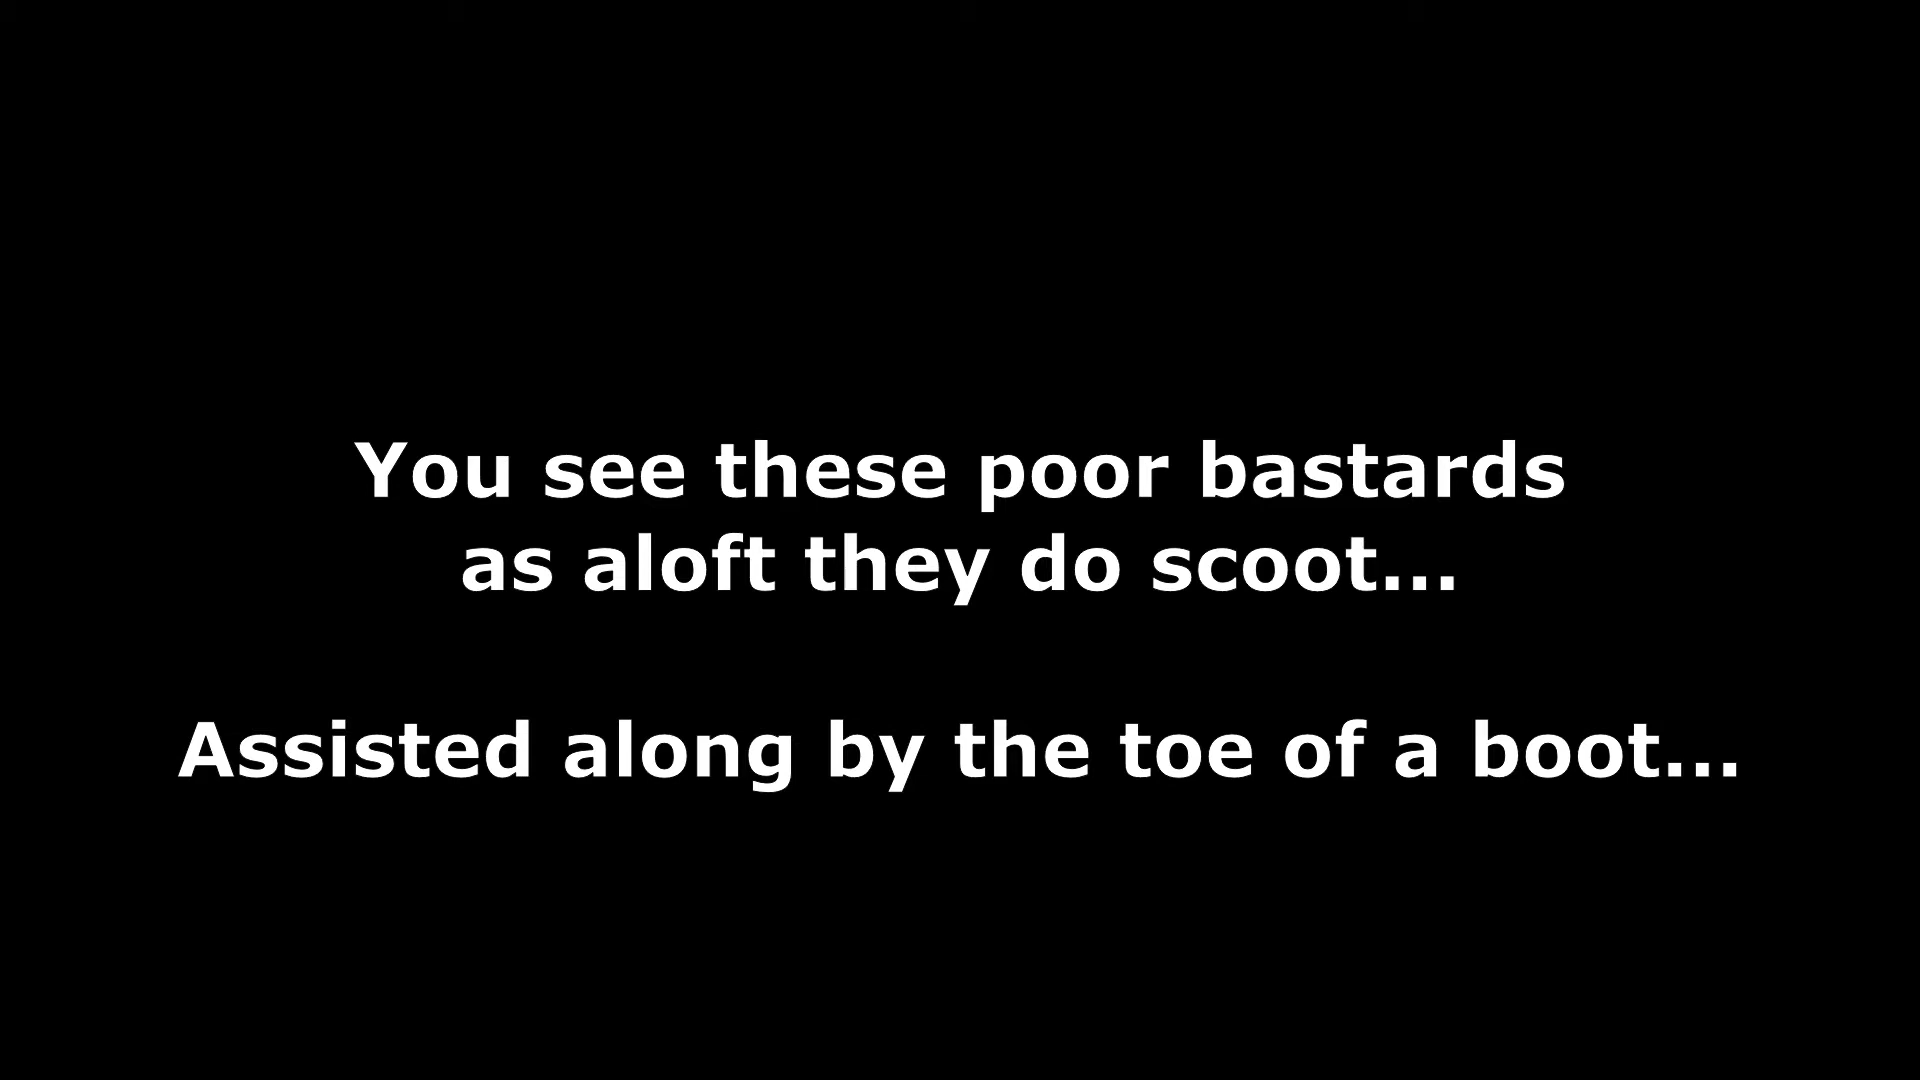 You see these poor bastards
as aloft they do scoot...
Assisted along by the toe of a boot...